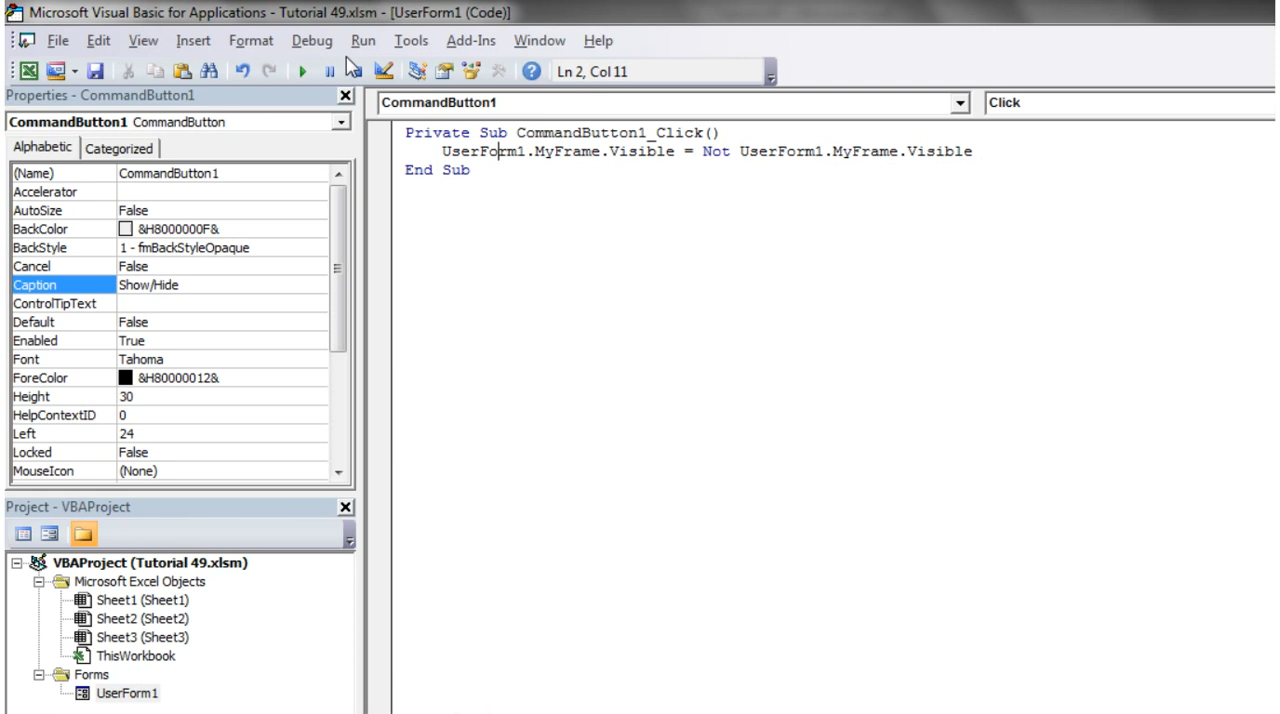 Microsoft Visual Basic for Applications - Tutorial 49.xlsm - [UserForm1 (Code)]
File Edit View Insert Format Debug Run Tools Add-Ins Window Help
Ln 2, Col 11
Properties - CommandButton1
CommandButton1 CommandButton
Alphabetic Categorized
(Name) CommandButton1
Accelerator
AutoSize False
BackColor &H8000000F&
BackStyle 1 - fmBackStyleOpaque
Cancel False
Caption Show/Hide
ControlTipText
Default False
Enabled True
Font Tahoma
ForeColor &H80000012&
Height 30
HelpContextID 0
Left 24
Locked False
MouseIcon (None)
Project - VBAProject
VBAProject (Tutorial 49.xlsm)
Microsoft Excel Objects
Sheet1 (Sheet1)
Sheet2 (Sheet2)
Sheet3 (Sheet3)
ThisWorkbook
Forms
UserForm1
CommandButton1 Click
Private Sub CommandButton1_Click()
UserForm1.MyFrame.Visible = Not UserForm1.MyFrame.Visible
End Sub